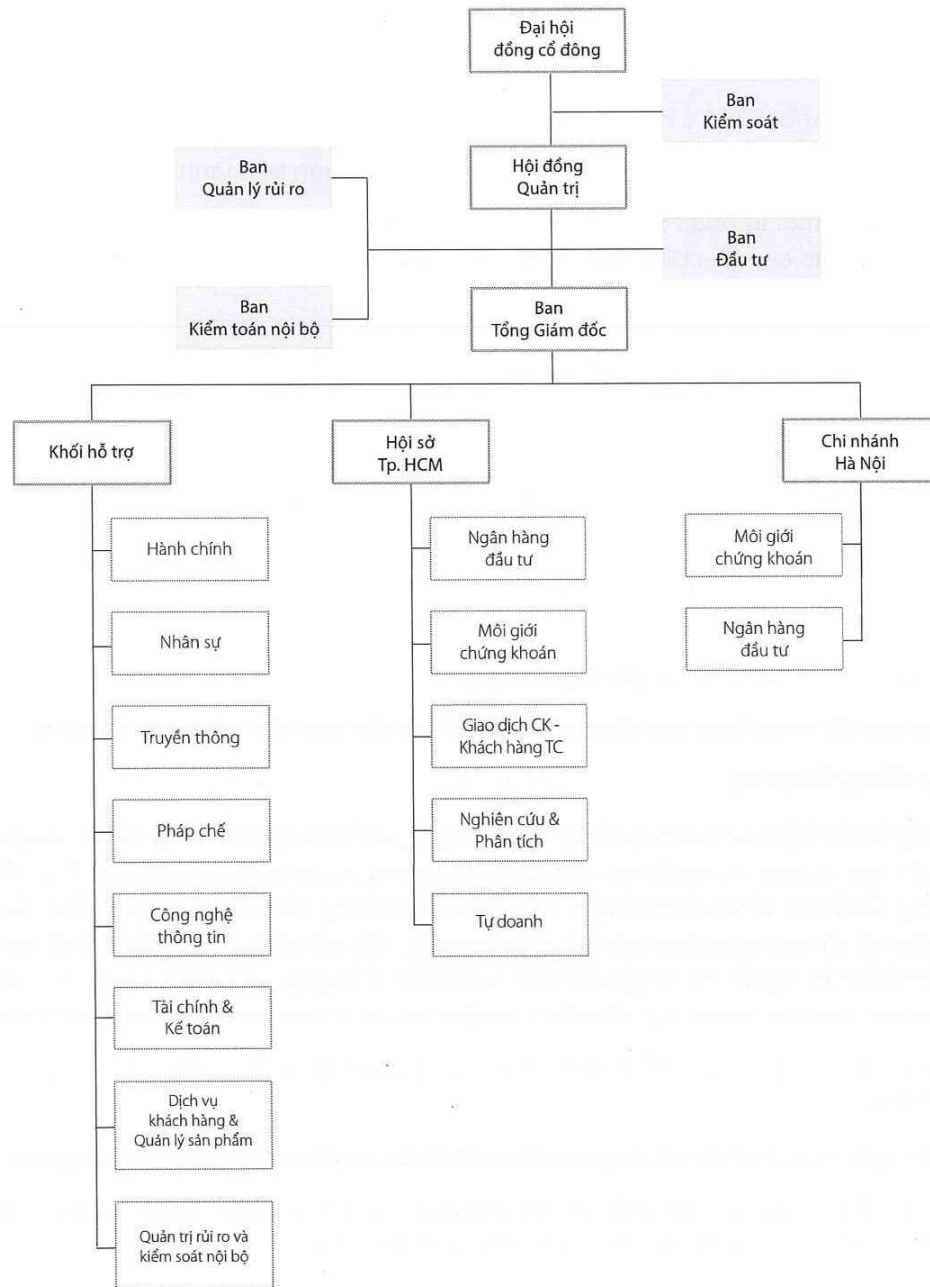 Đại hội
đồng cổ đông
Ban
Kiểm soát
Hội đồng
Quản trị
Ban
Quản lý rủi ro
Ban
Đầu tư
Ban
Kiểm toán nội bộ
Ban
Tổng Giám đốc
Khối hỗ trợ
Hội sở
Tp. HCM
Chi nhánh
Hà Nội
Hành chính
Nhân sự
Truyền thông
Pháp chế
Công nghệ
thông tin
Tài chính &
Kế toán
Dịch vụ
khách hàng &
Quản lý sản phẩm
Quản trị rủi ro và
kiểm soát nội bộ
Ngân hàng
đầu tư
Môi giới
chứng khoán
Giao dịch CK -
Khách hàng TC
Nghiên cứu &
Phân tích
Tự doanh
Môi giới
chứng khoán
Ngân hàng
đầu tư